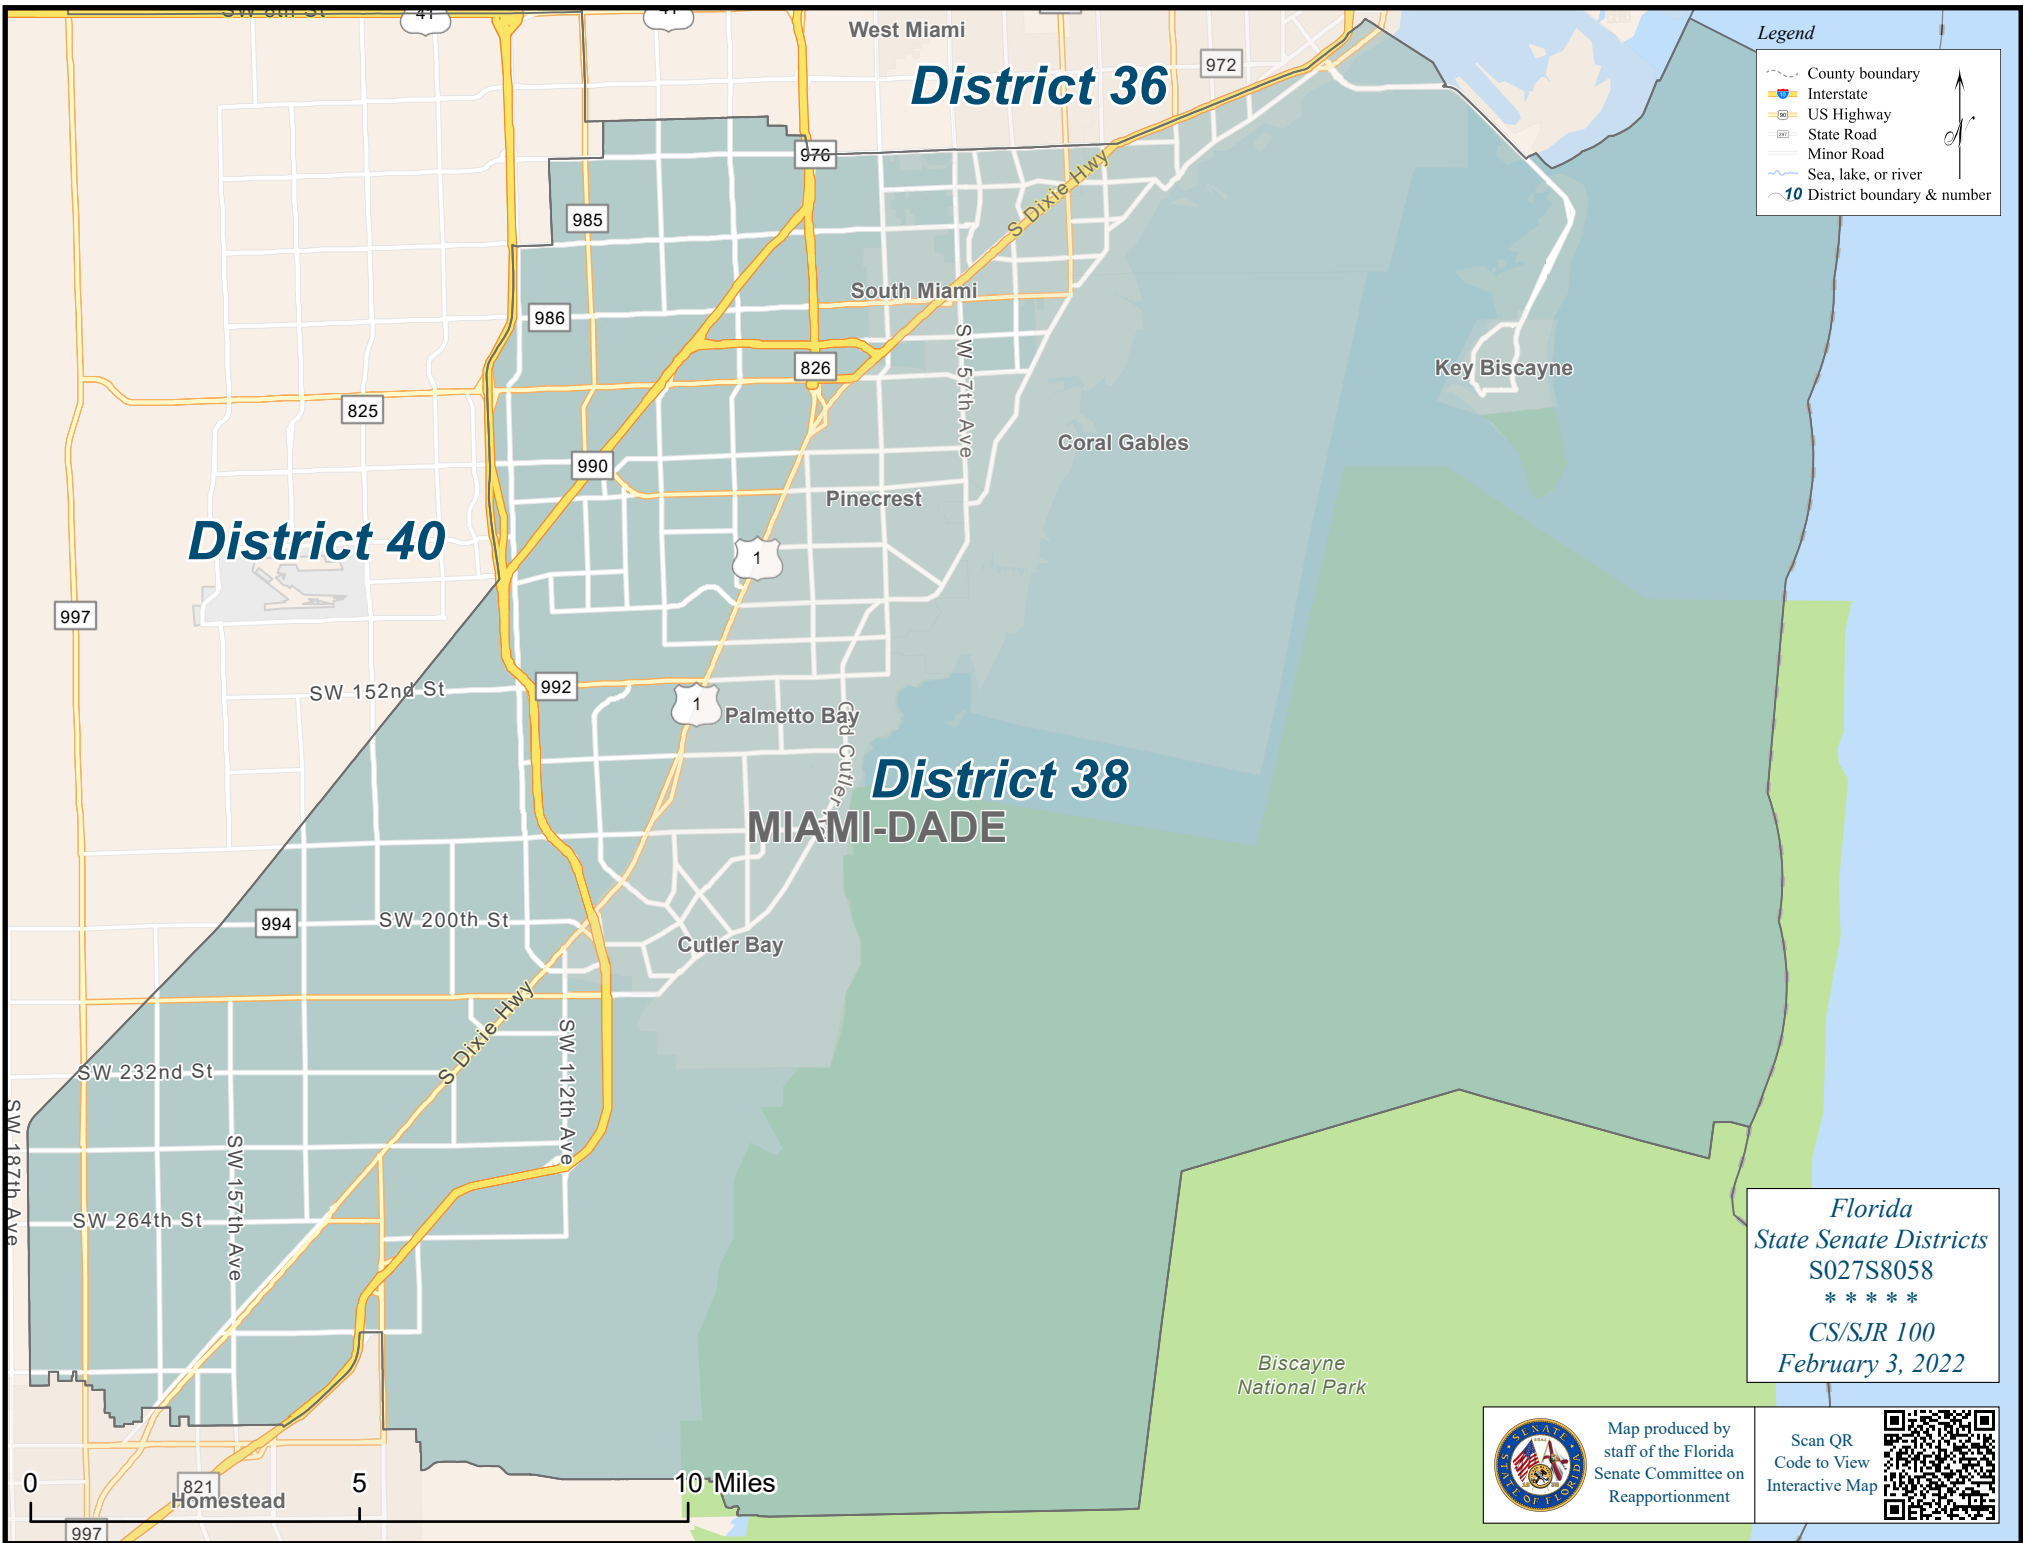 SW 8th St
41
41
West Miami
972
District 36
Legend
County boundary
Interstate
US Highway
State Road
Minor Road
Sea, lake, or river
10 District boundary & number
N
976
S Dixie Hwy
985
South Miami
986
SW 57th Ave
826
Key Biscayne
825
Coral Gables
990
Pinecrest
District 40
1
997
SW 152nd St
992
1
Palmetto Bay
Old Cutler Rd
District 38
MIAMI-DADE
994
SW 200th St
Cutler Bay
S Dixie Hwy
SW 112th Ave
SW 232nd St
SW 187th Ave
SW 157th Ave
SW 264th St
Florida
State Senate Districts
S027S8058
* * * * *
CS/SJR 100
February 3, 2022
Biscayne
National Park
Map produced by
staff of the Florida
Senate Committee on
Reapportionment
Scan QR
Code to View
Interactive Map
SENATE
STATE OF FLORIDA
0
5
10 Miles
821
Homestead
997